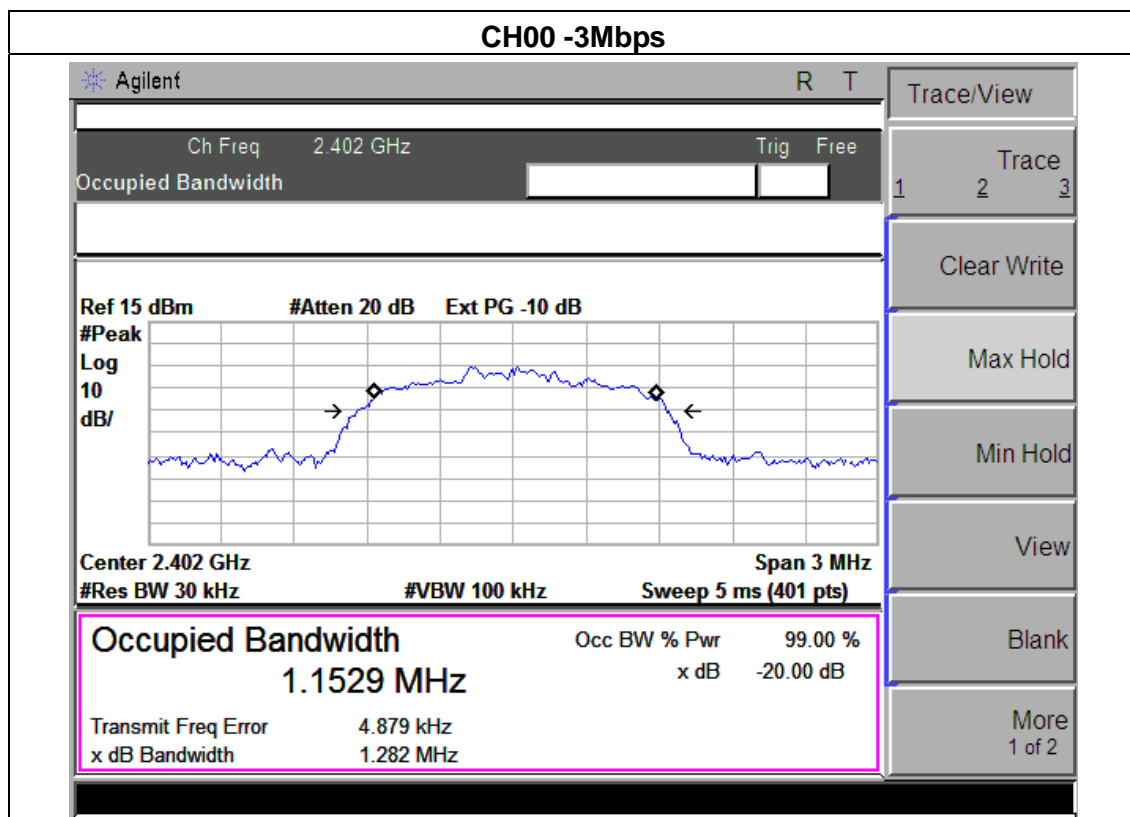 CH00 -3Mbps
Agilent R T
Trace/View
Ch Freq 2.402 GHz Trig Free
Occupied Bandwidth
Trace
1 2 3
Clear Write
Ref 15 dBm #Atten 20 dB Ext PG -10 dB
#Peak
Log
10
dB/
Max Hold
Min Hold
View
Center 2.402 GHz Span 3 MHz
#Res BW 30 kHz #VBW 100 kHz Sweep 5 ms (401 pts)
Occupied Bandwidth Occ BW % Pwr 99.00 %
1.1529 MHz x dB -20.00 dB
Blank
Transmit Freq Error 4.879 kHz
x dB Bandwidth 1.282 MHz
More
1 of 2